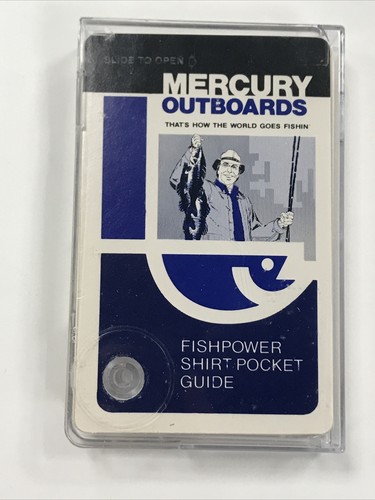 SLIDE TO OPEN
MERCURY
OUTBOARDS
THAT'S HOW THE WORLD GOES FISHIN'
FISHPOWER
SHIRT POCKET
GUIDE